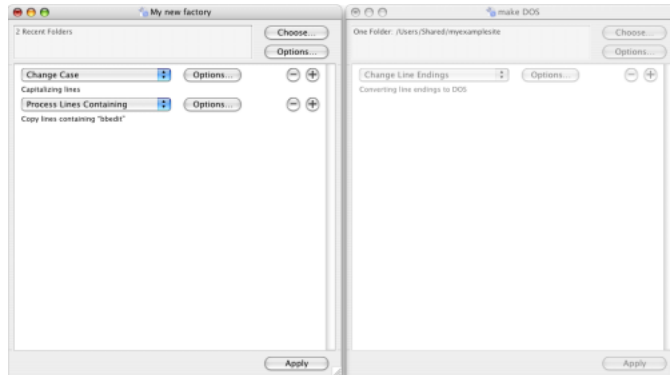 My new factory
2 Recent Folders
Choose...
Options...
Change Case
Options...
Capitalizing lines
Process Lines Containing
Options...
Copy lines containing "bbedit"
Apply
make DOS
One Folder: /Users/Shared/myexamplesite
Choose...
Options...
Change Line Endings
Options...
Converting line endings to DOS
Apply